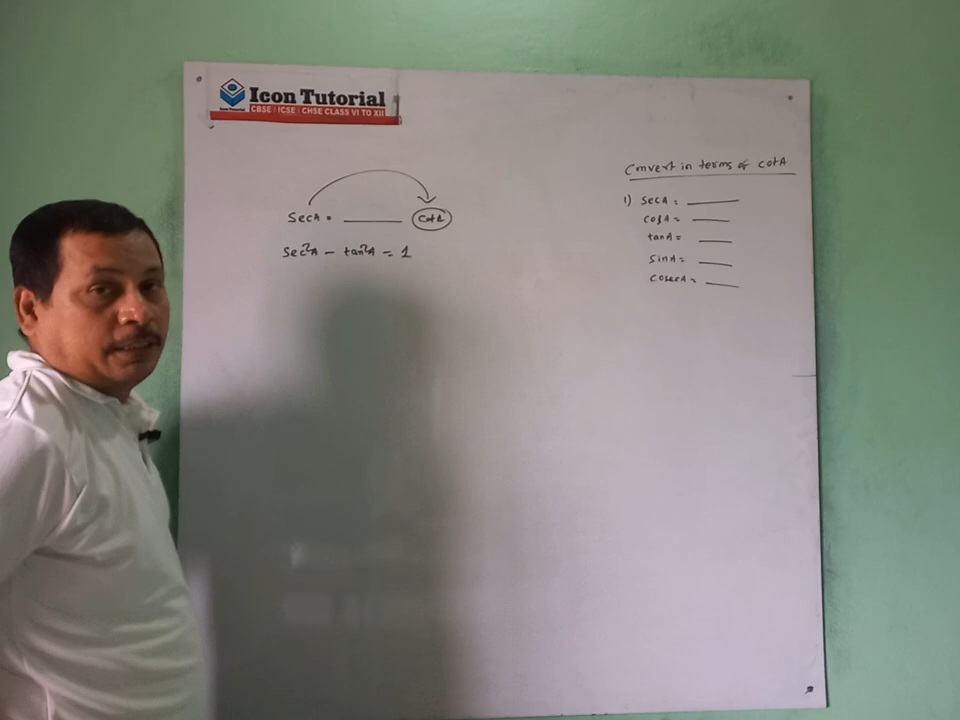 Icon Tutorial
CBSE | ICSE | CHSE CLASS VI TO XII
Convert in terms of cotA
SecA = ______ CotA
Sec²A – tan²A = 1
1) SecA = ______
cosA = ______
tanA = ______
SinA = ______
CosecA = ______